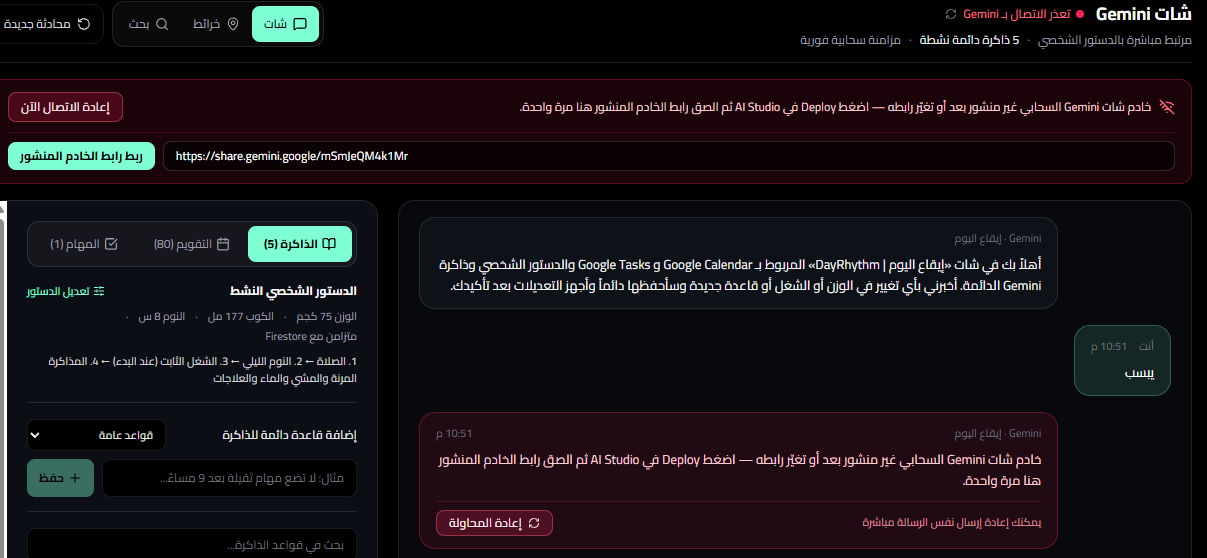 شات Gemini
تعذر الاتصال بـ Gemini
مرتبط مباشرة بالدستور الشخصي · 5 ذاكرة دائمة نشطة · مزامنة سحابية فورية
شات
خرائط
بحث
محادثة جديدة
خادم شات Gemini السحابي غير منشور بعد أو تغيّر رابطه — اضغط Deploy في AI Studio ثم الصق رابط الخادم المنشور هنا مرة واحدة.
إعادة الاتصال الآن
https://share.gemini.google/mSmJeQM4k1Mr
ربط رابط الخادم المنشور
Gemini · إيقاع اليوم
أهلاً بك في شات «إيقاع اليوم | DayRhythm» المربوط بـ Google Calendar و Google Tasks والدستور الشخصي وذاكرة
Gemini الدائمة. أخبرني بأي تغيير في الوزن أو الشغل أو قاعدة جديدة وسأحفظها دائماً وأجهز التعديلات بعد تأكيدك.
أنت 10:51 م
يبسب
Gemini · إيقاع اليوم
10:51 م
خادم شات Gemini السحابي غير منشور بعد أو تغيّر رابطه — اضغط Deploy في AI Studio ثم الصق رابط الخادم المنشور
هنا مرة واحدة.
يمكنك إعادة إرسال نفس الرسالة مباشرة
إعادة المحاولة
الذاكرة (5)
التقويم (80)
المهام (1)
الدستور الشخصي النشط
تعديل الدستور
الوزن 75 كجم · الكوب 177 مل · النوم 8 س ·
متزامن مع Firestore
1. الصلاة ← 2. النوم الليلي ← 3. الشغل الثابت (عند البدء) ← 4. المذاكرة
المرنة والمشي والماء والعلاجات
إضافة قاعدة دائمة للذاكرة
قواعد عامة
مثال: لا تضع مهام ثقيلة بعد 9 مساءً...
+ حفظ
بحث في قواعد الذاكرة...